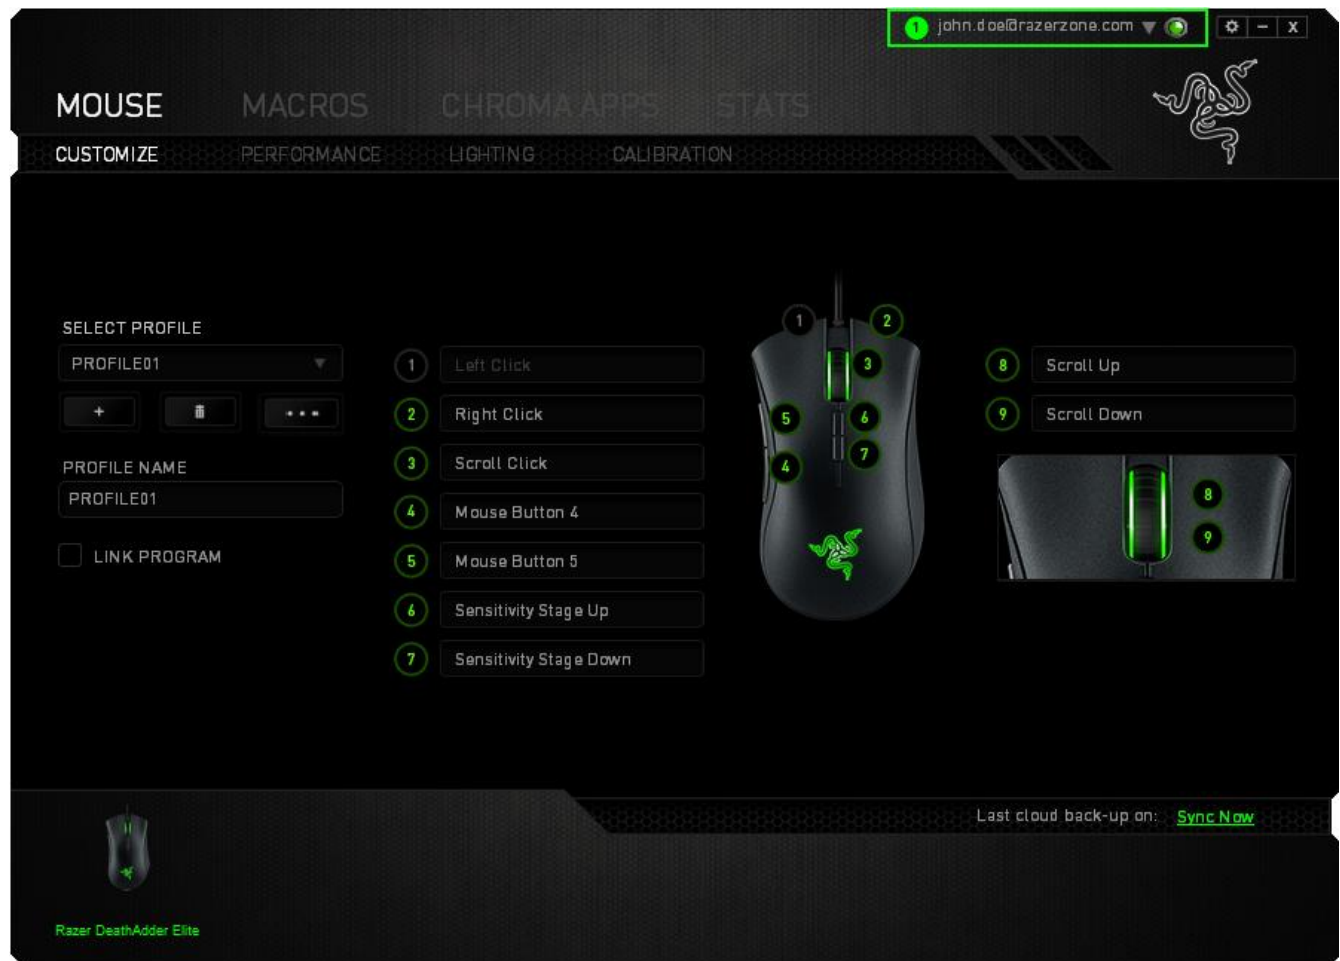 1 john.doe@razerzone.com
X
MOUSE MACROS CHROMA APPS STATS
CUSTOMIZE PERFORMANCE LIGHTING CALIBRATION
SELECT PROFILE
PROFILE01
PROFILE NAME
PROFILE01
LINK PROGRAM
1 Left Click
2 Right Click
3 Scroll Click
4 Mouse Button 4
5 Mouse Button 5
6 Sensitivity Stage Up
7 Sensitivity Stage Down
1 2
3
5 6
4 7
8 Scroll Up
9 Scroll Down
8
9
Last cloud back-up on: Sync Now
Razer DeathAdder Elite